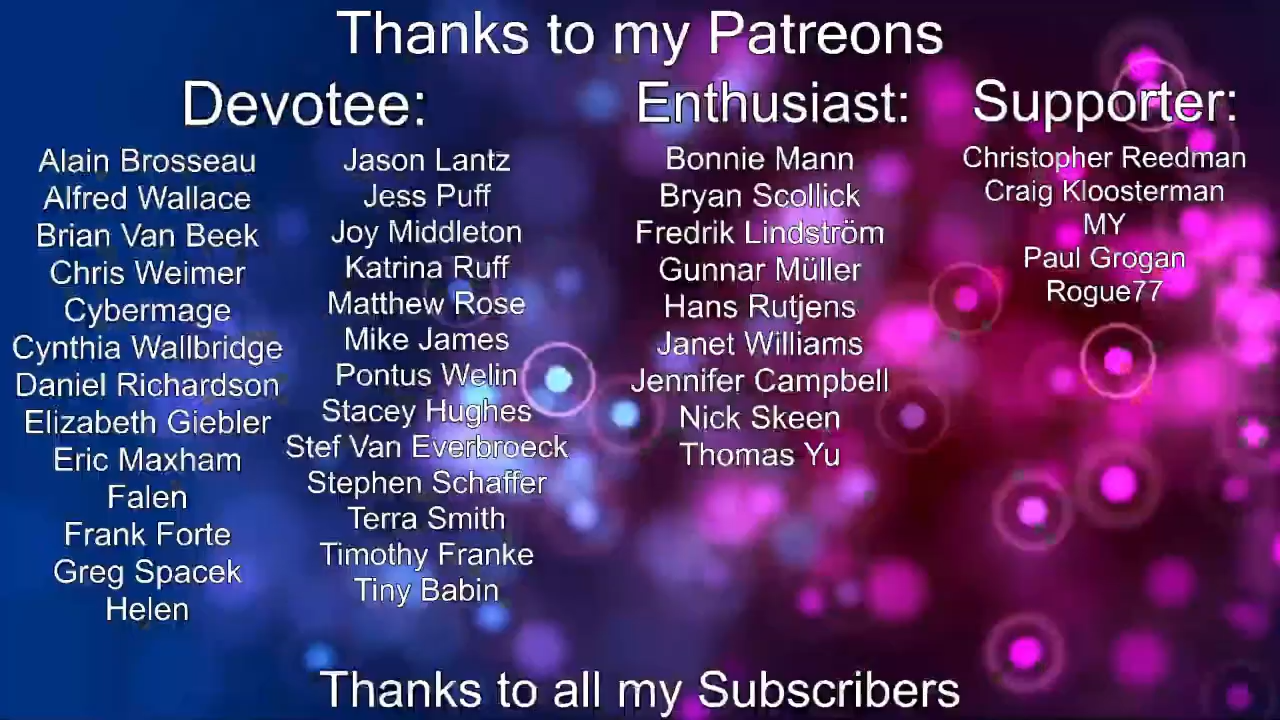 Thanks to my Patreons
Devotee:
Alain Brosseau
Alfred Wallace
Brian Van Beek
Chris Weimer
Cybermage
Cynthia Wallbridge
Daniel Richardson
Elizabeth Giebler
Eric Maxham
Falen
Frank Forte
Greg Spacek
Helen
Jason Lantz
Jess Puff
Joy Middleton
Katrina Ruff
Matthew Rose
Mike James
Pontus Welin
Stacey Hughes
Stef Van Everbroeck
Stephen Schaffer
Terra Smith
Timothy Franke
Tiny Babin
Enthusiast:
Bonnie Mann
Bryan Scollick
Fredrik Lindström
Gunnar Müller
Hans Rutjens
Janet Williams
Jennifer Campbell
Nick Skeen
Thomas Yu
Supporter:
Christopher Reedman
Craig Kloosterman
MY
Paul Grogan
Rogue77
Thanks to all my Subscribers